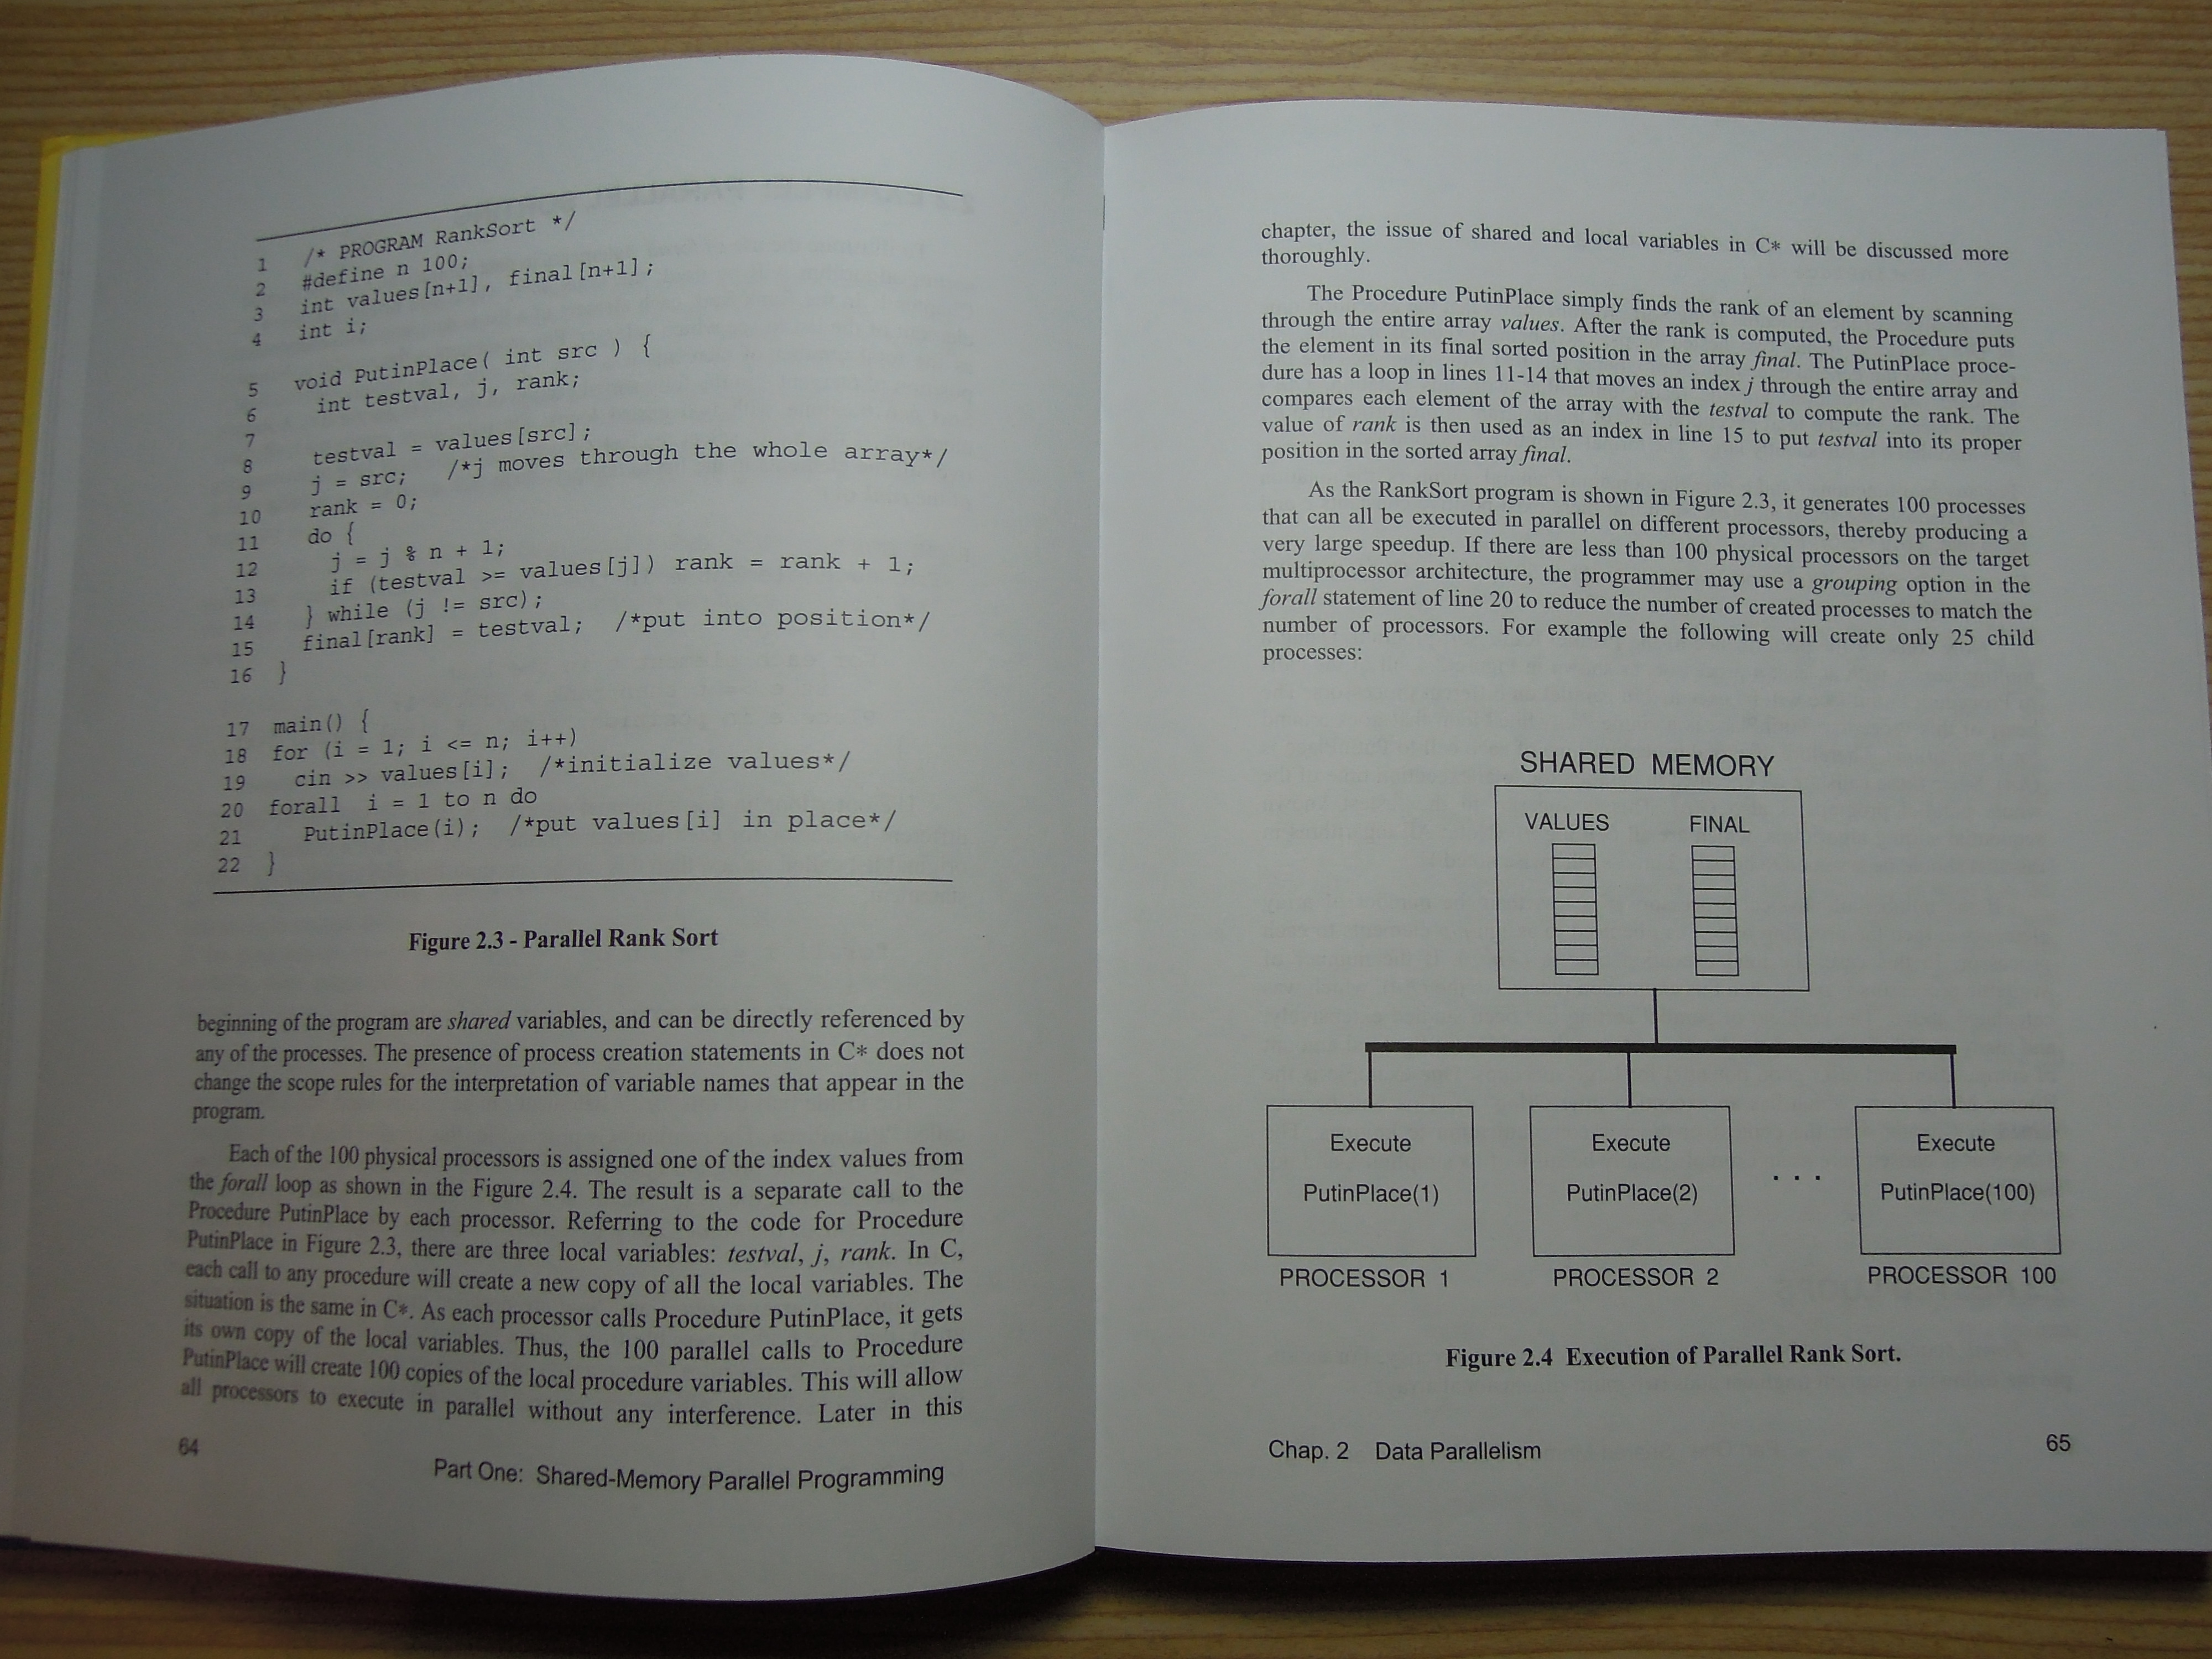 1 /* PROGRAM RankSort */
2 #define n 100;
3 int values[n+1], final[n+1];
4 int i;
5 void PutinPlace( int src ) {
6 int testval, j, rank;
7
8 testval = values[src];
9 j = src; /*j moves through the whole array*/
10 rank = 0;
11 do {
12 j = j % n + 1;
13 if (testval >= values[j]) rank = rank + 1;
14 } while (j != src);
15 final[rank] = testval; /*put into position*/
16 }
17 main() {
18 for (i = 1; i <= n; i++)
19 cin >> values[i]; /*initialize values*/
20 forall i = 1 to n do
21 PutinPlace(i); /*put values[i] in place*/
22 }
Figure 2.3 - Parallel Rank Sort
beginning of the program are shared variables, and can be directly referenced by
any of the processes. The presence of process creation statements in C* does not
change the scope rules for the interpretation of variable names that appear in the
program.
Each of the 100 physical processors is assigned one of the index values from
the forall loop as shown in the Figure 2.4. The result is a separate call to the
Procedure PutinPlace by each processor. Referring to the code for Procedure
PutinPlace in Figure 2.3, there are three local variables: testval, j, rank. In C,
each call to any procedure will create a new copy of all the local variables. The
situation is the same in C*. As each processor calls Procedure PutinPlace, it gets
its own copy of the local variables. Thus, the 100 parallel calls to Procedure
PutinPlace will create 100 copies of the local procedure variables. This will allow
all processors to execute in parallel without any interference. Later in this
64
Part One: Shared-Memory Parallel Programming
chapter, the issue of shared and local variables in C* will be discussed more
thoroughly.
The Procedure PutinPlace simply finds the rank of an element by scanning
through the entire array values. After the rank is computed, the Procedure puts
the element in its final sorted position in the array final. The PutinPlace proce-
dure has a loop in lines 11-14 that moves an index j through the entire array and
compares each element of the array with the testval to compute the rank. The
value of rank is then used as an index in line 15 to put testval into its proper
position in the sorted array final.
As the RankSort program is shown in Figure 2.3, it generates 100 processes
that can all be executed in parallel on different processors, thereby producing a
very large speedup. If there are less than 100 physical processors on the target
multiprocessor architecture, the programmer may use a grouping option in the
forall statement of line 20 to reduce the number of created processes to match the
number of processors. For example the following will create only 25 child
processes:
SHARED MEMORY
VALUES FINAL
Execute Execute Execute
PutinPlace(1) PutinPlace(2) . . . PutinPlace(100)
PROCESSOR 1 PROCESSOR 2 PROCESSOR 100
Figure 2.4 Execution of Parallel Rank Sort.
Chap. 2 Data Parallelism 65